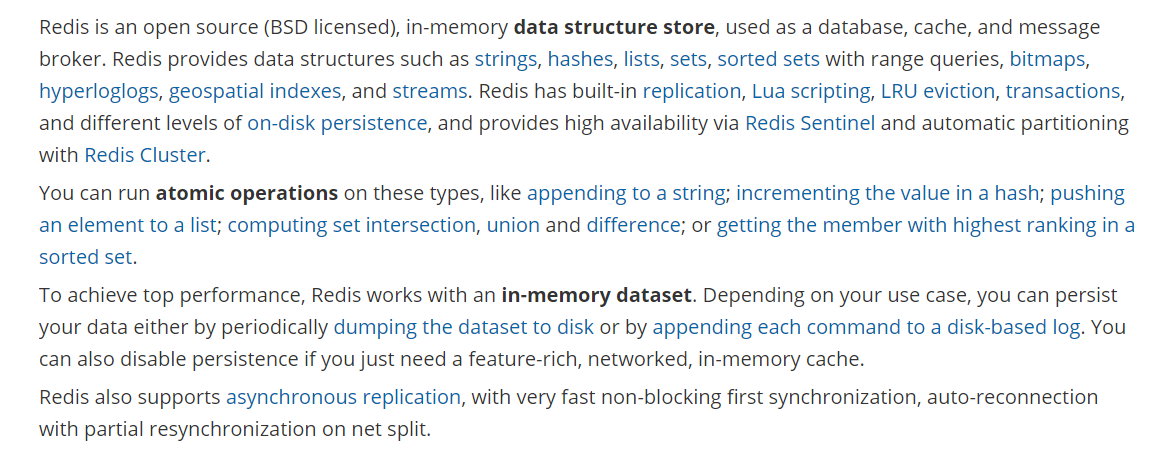 Redis is an open source (BSD licensed), in-memory data structure store, used as a database, cache, and message
broker. Redis provides data structures such as strings, hashes, lists, sets, sorted sets with range queries, bitmaps,
hyperloglogs, geospatial indexes, and streams. Redis has built-in replication, Lua scripting, LRU eviction, transactions,
and different levels of on-disk persistence, and provides high availability via Redis Sentinel and automatic partitioning
with Redis Cluster.
You can run atomic operations on these types, like appending to a string; incrementing the value in a hash; pushing
an element to a list; computing set intersection, union and difference; or getting the member with highest ranking in a
sorted set.
To achieve top performance, Redis works with an in-memory dataset. Depending on your use case, you can persist
your data either by periodically dumping the dataset to disk or by appending each command to a disk-based log. You
can also disable persistence if you just need a feature-rich, networked, in-memory cache.
Redis also supports asynchronous replication, with very fast non-blocking first synchronization, auto-reconnection
with partial resynchronization on net split.